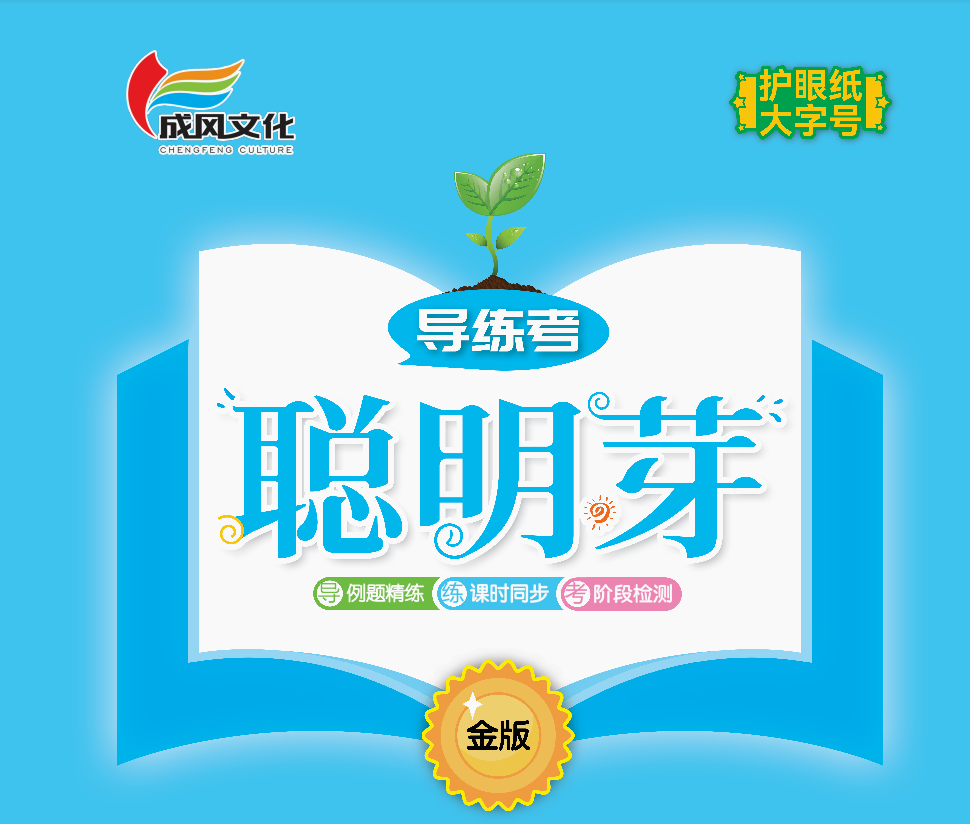 成风文化
CHENGFENG CULTURE
护眼纸
大字号
导练考
聪明芽
导 例题精练 练 课时同步 考 阶段检测
金版